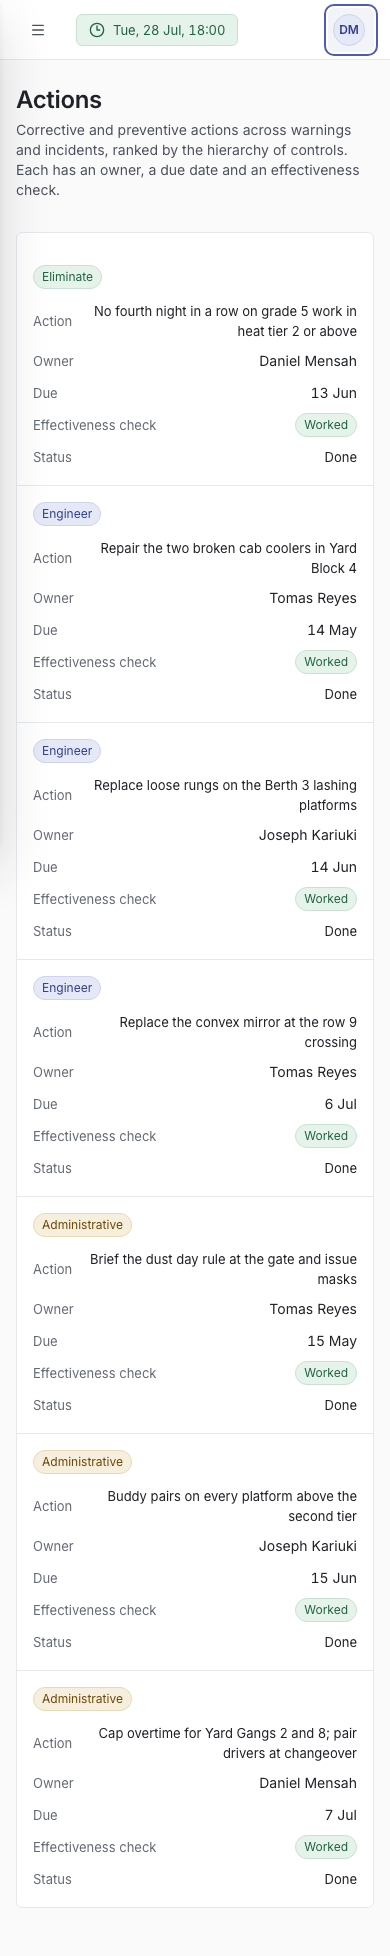 Tue, 28 Jul, 18:00
DM
Actions
Corrective and preventive actions across warnings
and incidents, ranked by the hierarchy of controls.
Each has an owner, a due date and an effectiveness
check.
Eliminate
Action
No fourth night in a row on grade 5 work in
heat tier 2 or above
Owner Daniel Mensah
Due 13 Jun
Effectiveness check Worked
Status Done
Engineer
Action
Repair the two broken cab coolers in Yard
Block 4
Owner Tomas Reyes
Due 14 May
Effectiveness check Worked
Status Done
Engineer
Action
Replace loose rungs on the Berth 3 lashing
platforms
Owner Joseph Kariuki
Due 14 Jun
Effectiveness check Worked
Status Done
Engineer
Action
Replace the convex mirror at the row 9
crossing
Owner Tomas Reyes
Due 6 Jul
Effectiveness check Worked
Status Done
Administrative
Action
Brief the dust day rule at the gate and issue
masks
Owner Tomas Reyes
Due 15 May
Effectiveness check Worked
Status Done
Administrative
Action
Buddy pairs on every platform above the
second tier
Owner Joseph Kariuki
Due 15 Jun
Effectiveness check Worked
Status Done
Administrative
Action
Cap overtime for Yard Gangs 2 and 8; pair
drivers at changeover
Owner Daniel Mensah
Due 7 Jul
Effectiveness check Worked
Status Done